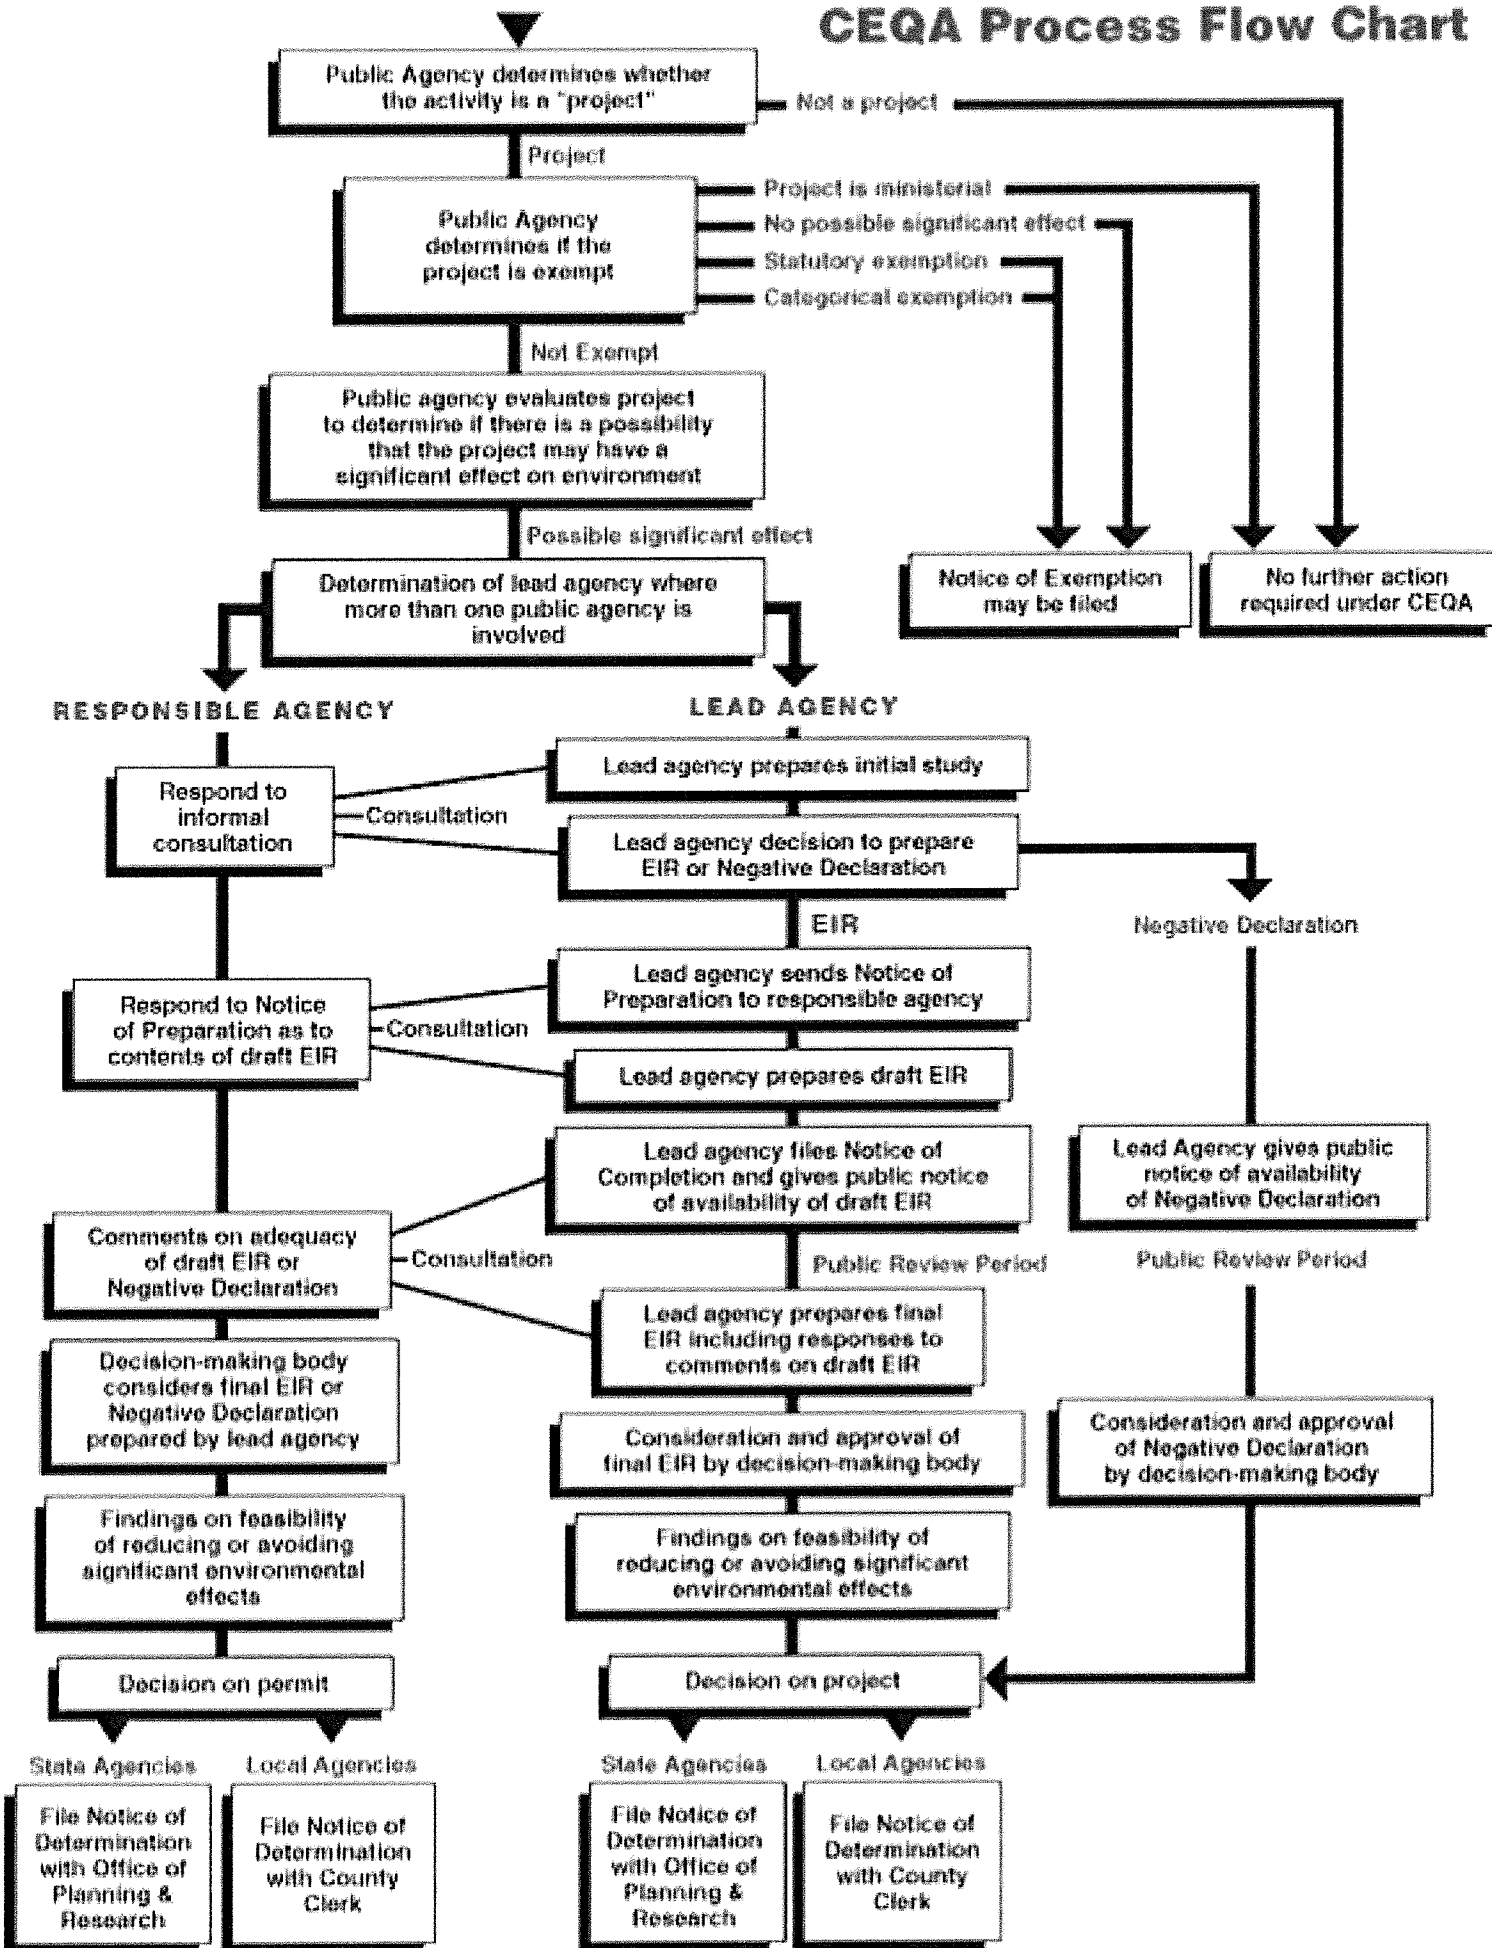 CEQA Process Flow Chart
Public Agency determines whether
the activity is a "project"
Not a project
Project
Public Agency
determines if the
project is exempt
Project is ministerial
No possible significant effect
Statutory exemption
Categorical exemption
Not Exempt
Public agency evaluates project
to determine if there is a possibility
that the project may have a
significant effect on environment
Possible significant effect
Determination of lead agency where
more than one public agency is
involved
Notice of Exemption
may be filed
No further action
required under CEQA
RESPONSIBLE AGENCY
LEAD AGENCY
Respond to
informal
consultation
Consultation
Lead agency prepares initial study
Lead agency decision to prepare
EIR or Negative Declaration
EIR
Negative Declaration
Respond to Notice
of Preparation as to
contents of draft EIR
Consultation
Lead agency sends Notice of
Preparation to responsible agency
Lead agency prepares draft EIR
Lead agency files Notice of
Completion and gives public notice
of availability of draft EIR
Lead Agency gives public
notice of availability
of Negative Declaration
Comments on adequacy
of draft EIR or
Negative Declaration
Consultation
Public Review Period
Public Review Period
Lead agency prepares final
EIR including responses to
comments on draft EIR
Decision-making body
considers final EIR or
Negative Declaration
prepared by lead agency
Consideration and approval of
final EIR by decision-making body
Consideration and approval
of Negative Declaration
by decision-making body
Findings on feasibility
of reducing or avoiding
significant environmental
effects
Findings on feasibility of
reducing or avoiding significant
environmental effects
Decision on permit
Decision on project
State Agencies
Local Agencies
State Agencies
Local Agencies
File Notice of
Determination
with Office of
Planning &
Research
File Notice of
Determination
with County
Clerk
File Notice of
Determination
with Office of
Planning &
Research
File Notice of
Determination
with County
Clerk